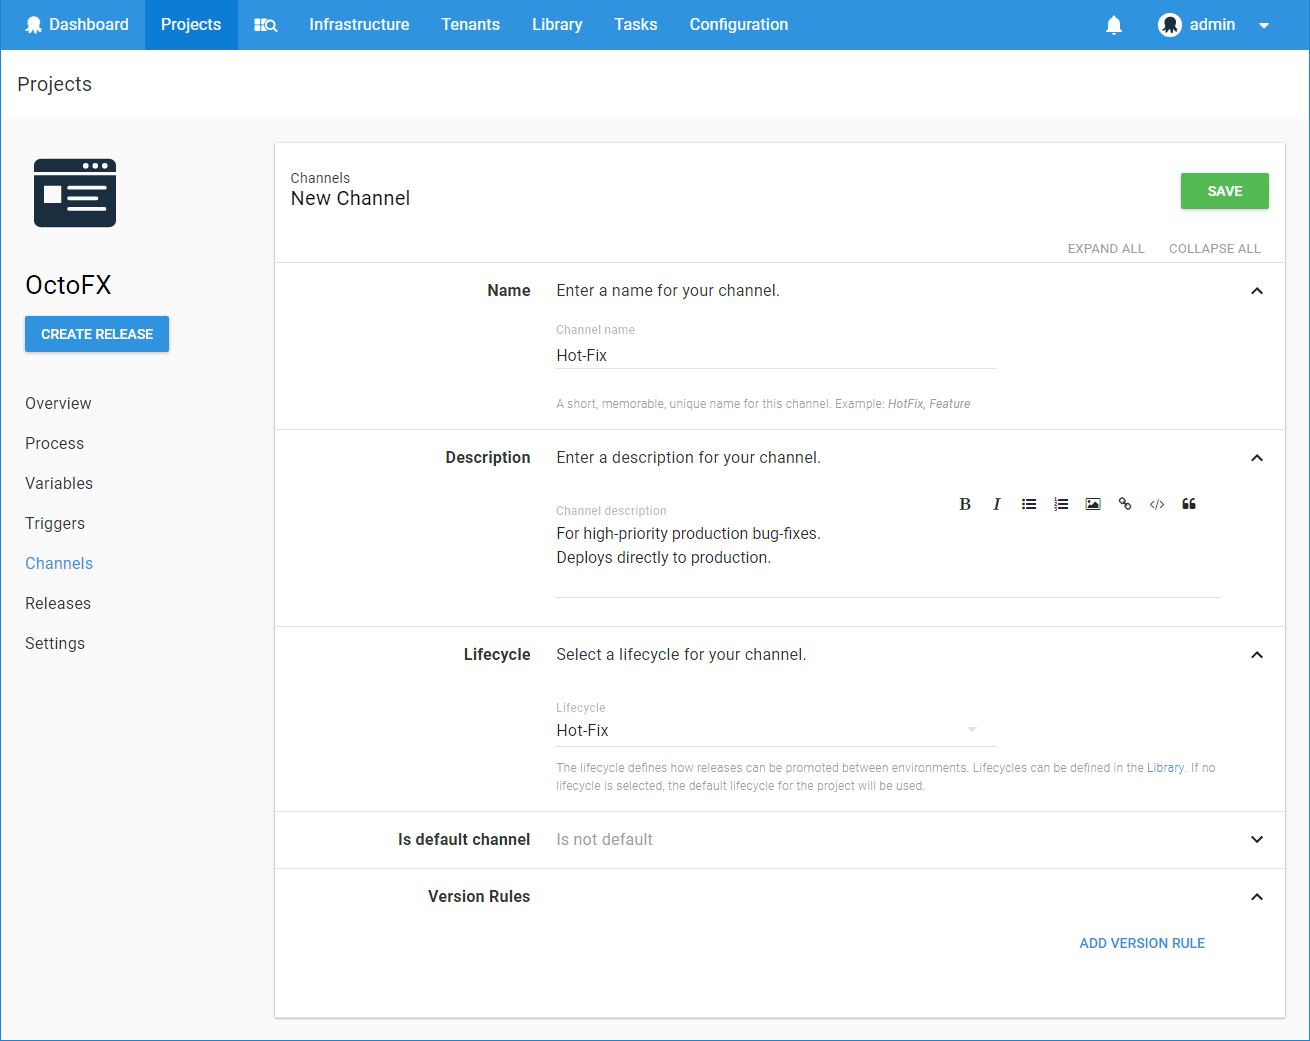 Dashboard Projects Infrastructure Tenants Library Tasks Configuration admin
Projects
OctoFX
CREATE RELEASE
Overview
Process
Variables
Triggers
Channels
Releases
Settings
Channels
New Channel
SAVE
EXPAND ALL COLLAPSE ALL
Name Enter a name for your channel.
Channel name
Hot-Fix
A short, memorable, unique name for this channel. Example: HotFix, Feature
Description Enter a description for your channel.
Channel description
For high-priority production bug-fixes.
Deploys directly to production.
Lifecycle Select a lifecycle for your channel.
Lifecycle
Hot-Fix
The lifecycle defines how releases can be promoted between environments. Lifecycles can be defined in the Library. If no
lifecycle is selected, the default lifecycle for the project will be used.
Is default channel Is not default
Version Rules
ADD VERSION RULE